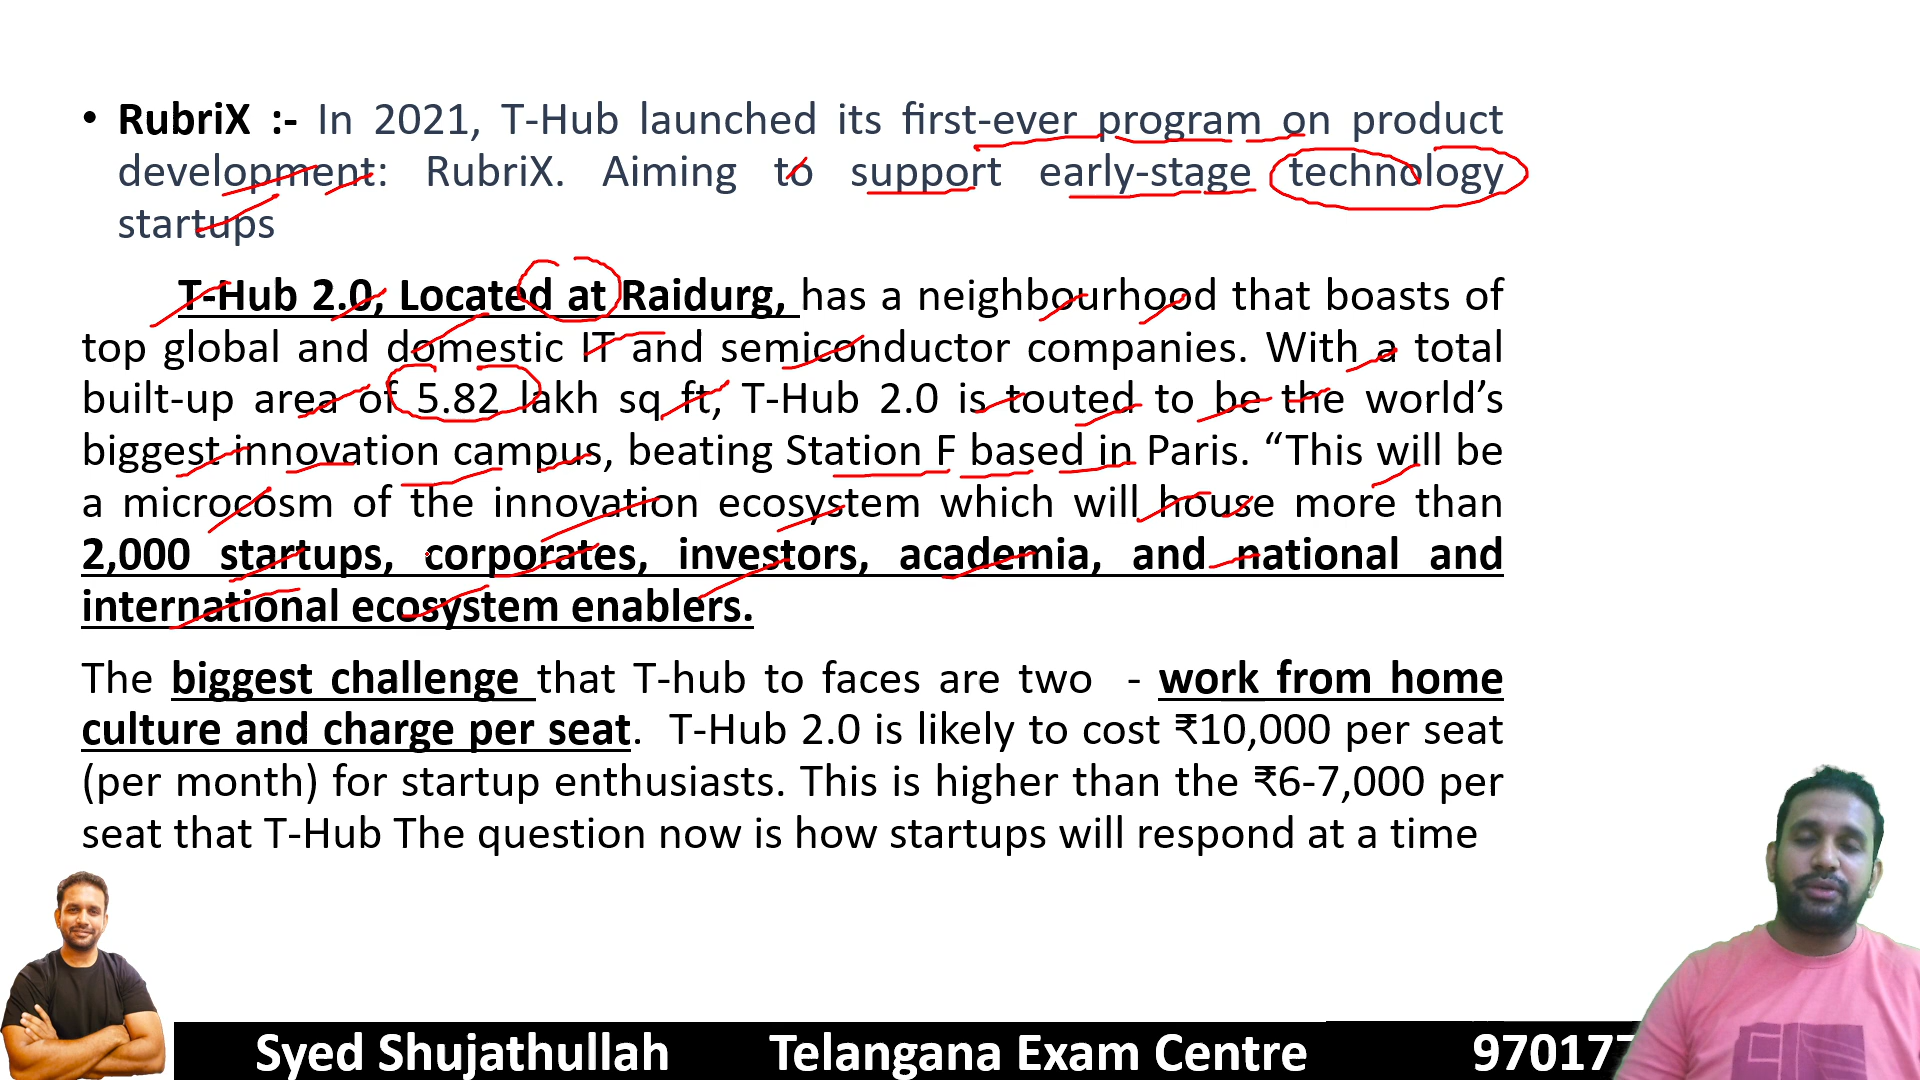 • RubriX :- In 2021, T-Hub launched its first-ever program on product
development: RubriX. Aiming to support early-stage technology
startups
T-Hub 2.0, Located at Raidurg, has a neighbourhood that boasts of
top global and domestic IT and semiconductor companies. With a total
built-up area of 5.82 lakh sq ft, T-Hub 2.0 is touted to be the world’s
biggest innovation campus, beating Station F based in Paris. “This will be
a microcosm of the innovation ecosystem which will house more than
2,000 startups, corporates, investors, academia, and national and
international ecosystem enablers.
The biggest challenge that T-hub to faces are two - work from home
culture and charge per seat. T-Hub 2.0 is likely to cost ₹10,000 per seat
(per month) for startup enthusiasts. This is higher than the ₹6-7,000 per
seat that T-Hub The question now is how startups will respond at a time
Syed Shujathullah Telangana Exam Centre 97017